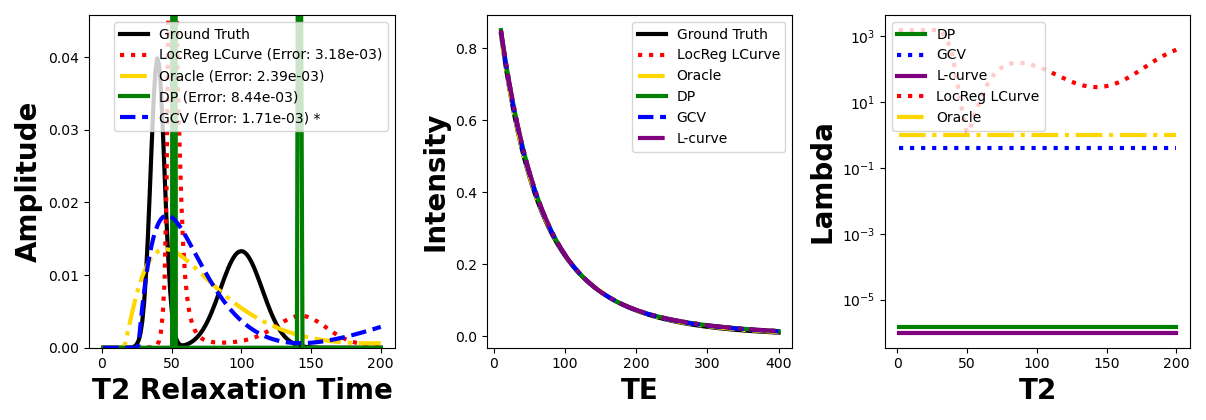 Amplitude
0.04
0.03
0.02
0.01
0.00
0
50
100
150
200
T2 Relaxation Time
Ground Truth
LocReg LCurve (Error: 3.18e-03)
Oracle (Error: 2.39e-03)
DP (Error: 8.44e-03)
GCV (Error: 1.71e-03) *
Intensity
0.8
0.6
0.4
0.2
0.0
0
100
200
300
400
TE
Ground Truth
LocReg LCurve
Oracle
DP
GCV
L-curve
Lambda
10³
10¹
10⁻¹
10⁻³
10⁻⁵
0
50
100
150
200
T2
DP
GCV
L-curve
LocReg LCurve
Oracle